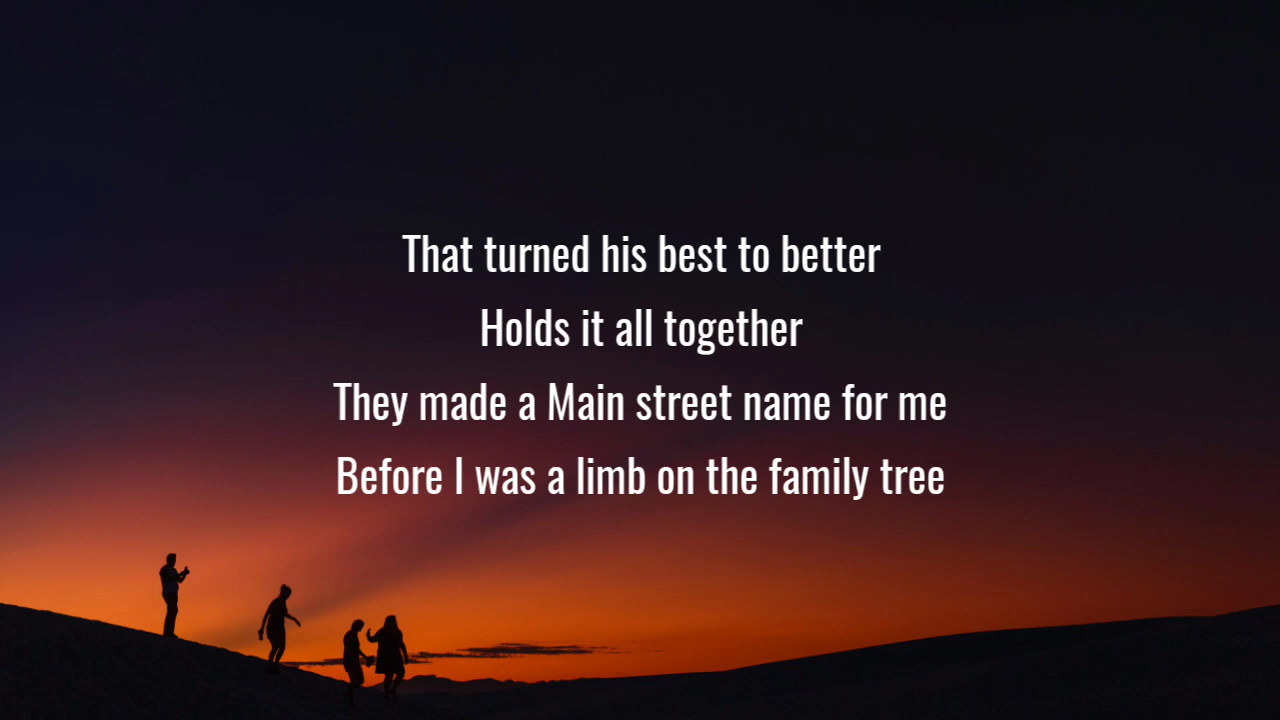 That turned his best to better
Holds it all together
They made a Main street name for me
Before I was a limb on the family tree